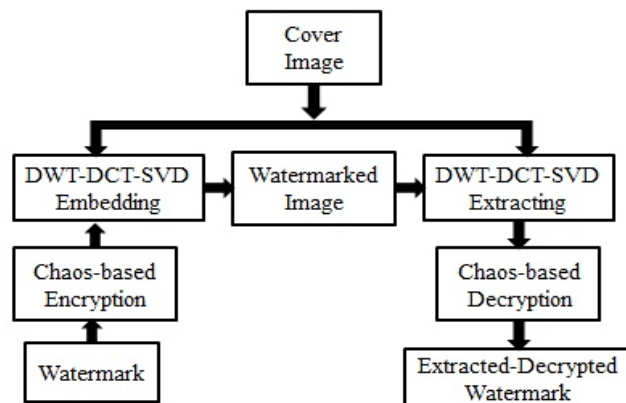 Cover
Image
DWT-DCT-SVD
Embedding
Watermarked
Image
DWT-DCT-SVD
Extracting
Chaos-based
Encryption
Chaos-based
Decryption
Watermark
Extracted-Decrypted
Watermark